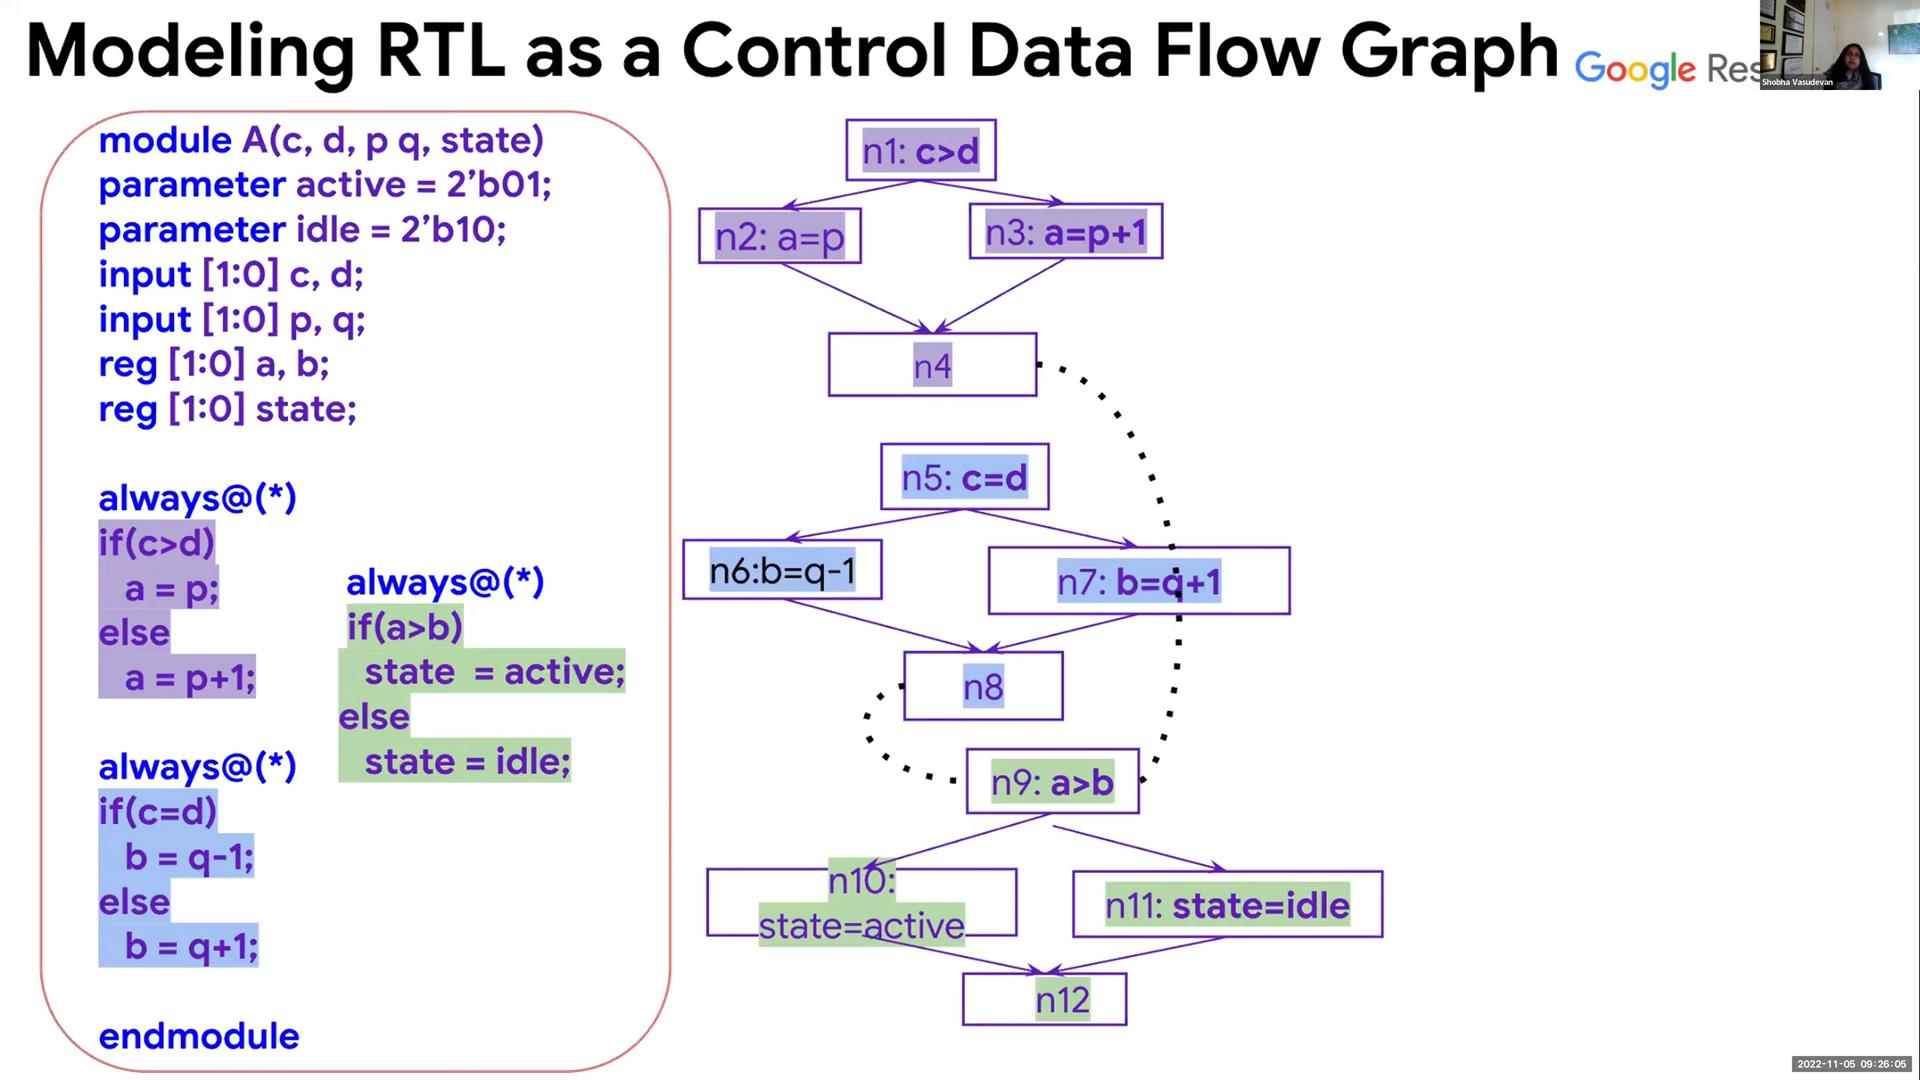 Modeling RTL as a Control Data Flow Graph
Google Res
Shobha Vasudevan
module A(c, d, p q, state)
parameter active = 2’b01;
parameter idle = 2’b10;
input [1:0] c, d;
input [1:0] p, q;
reg [1:0] a, b;
reg [1:0] state;
always@(*)
if(c>d)
a = p;
else
a = p+1;
always@(*)
if(c=d)
b = q-1;
else
b = q+1;
endmodule
always@(*)
if(a>b)
state = active;
else
state = idle;
n1: c>d
n2: a=p
n3: a=p+1
n4
n5: c=d
n6:b=q-1
n7: b=q+1
n8
n9: a>b
n10:
state=active
n11: state=idle
n12
2022-11-05 09:26:05